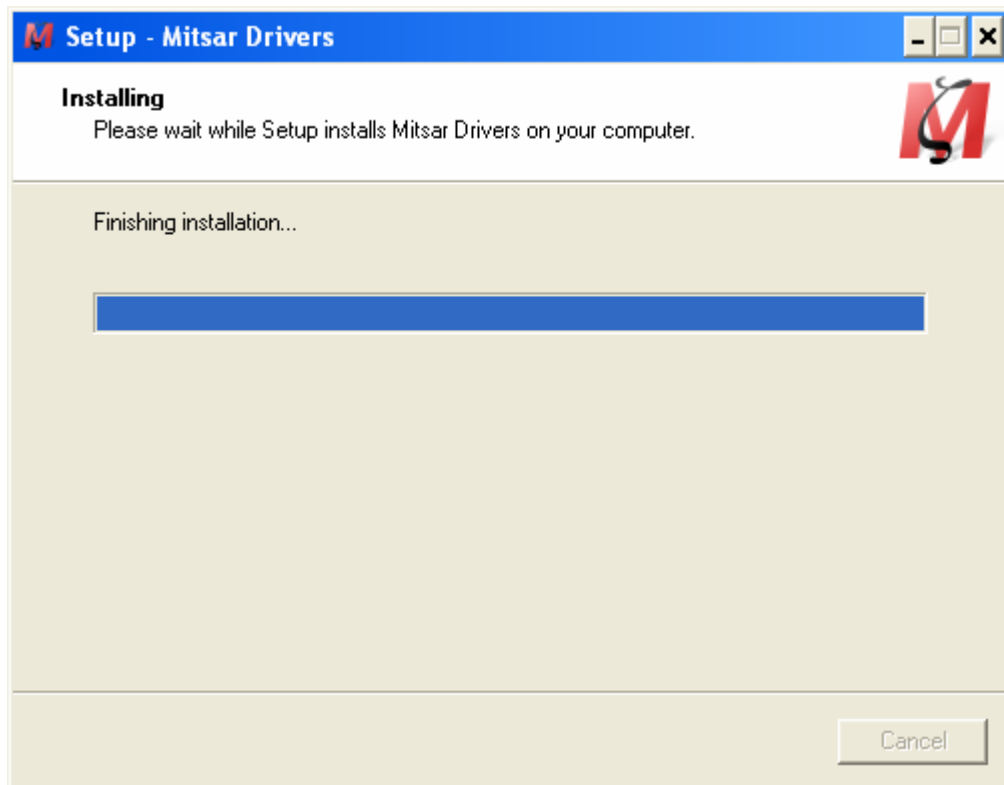 Setup - Mitsar Drivers
Installing
Please wait while Setup installs Mitsar Drivers on your computer.
Finishing installation...
Cancel